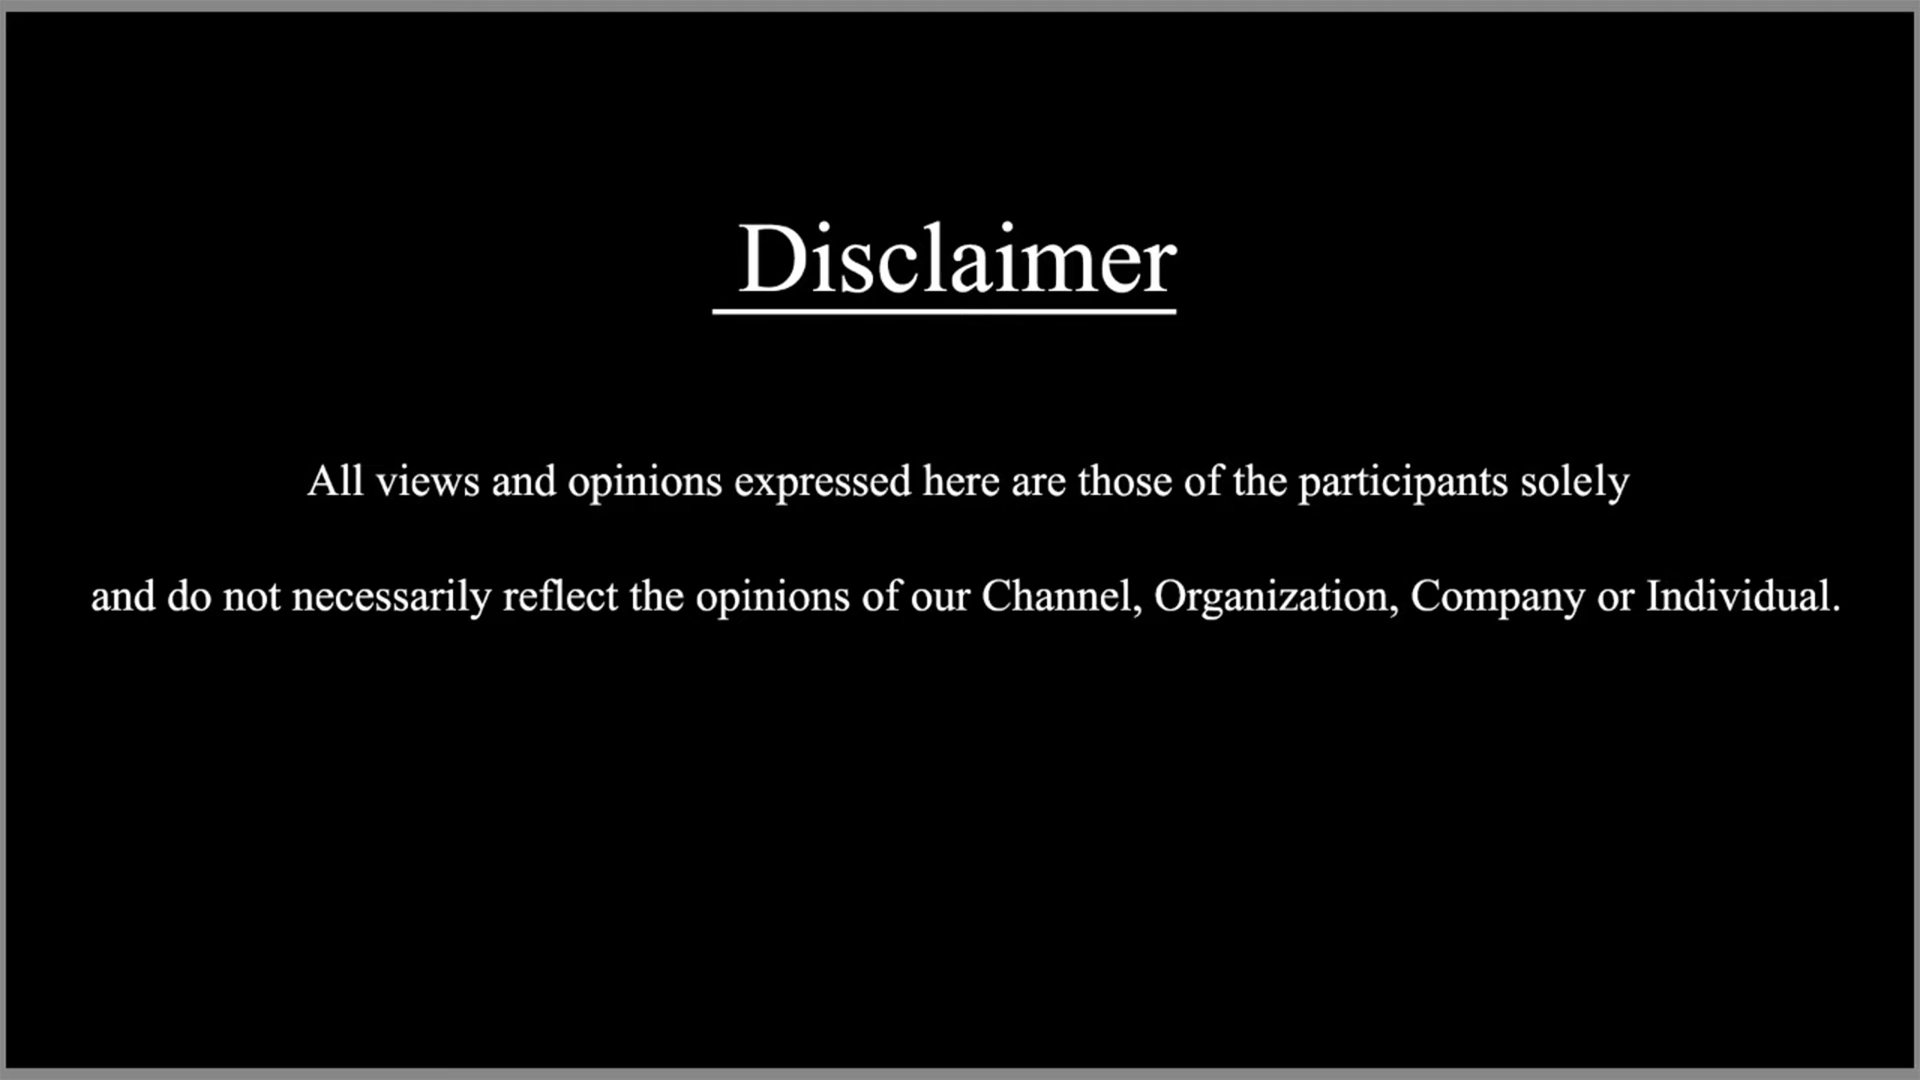 Disclaimer
All views and opinions expressed here are those of the participants solely
and do not necessarily reflect the opinions of our Channel, Organization, Company or Individual.